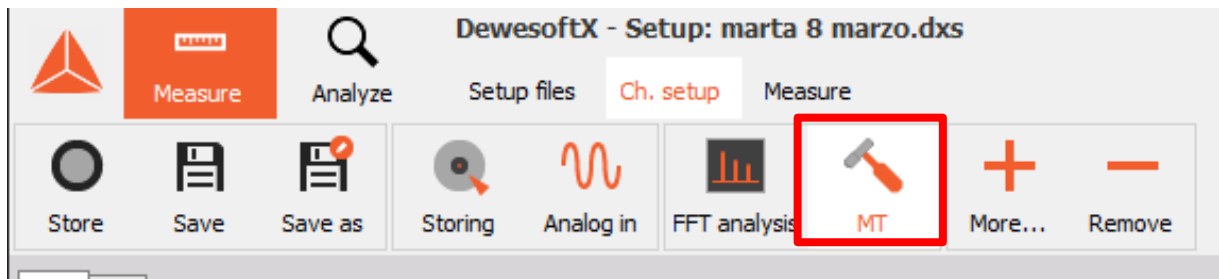 DewesoftX - Setup: marta 8 marzo.dxs
Measure
Analyze
Setup files
Ch. setup
Measure
Store
Save
Save as
Storing
Analog in
FFT analysis
MT
More...
Remove